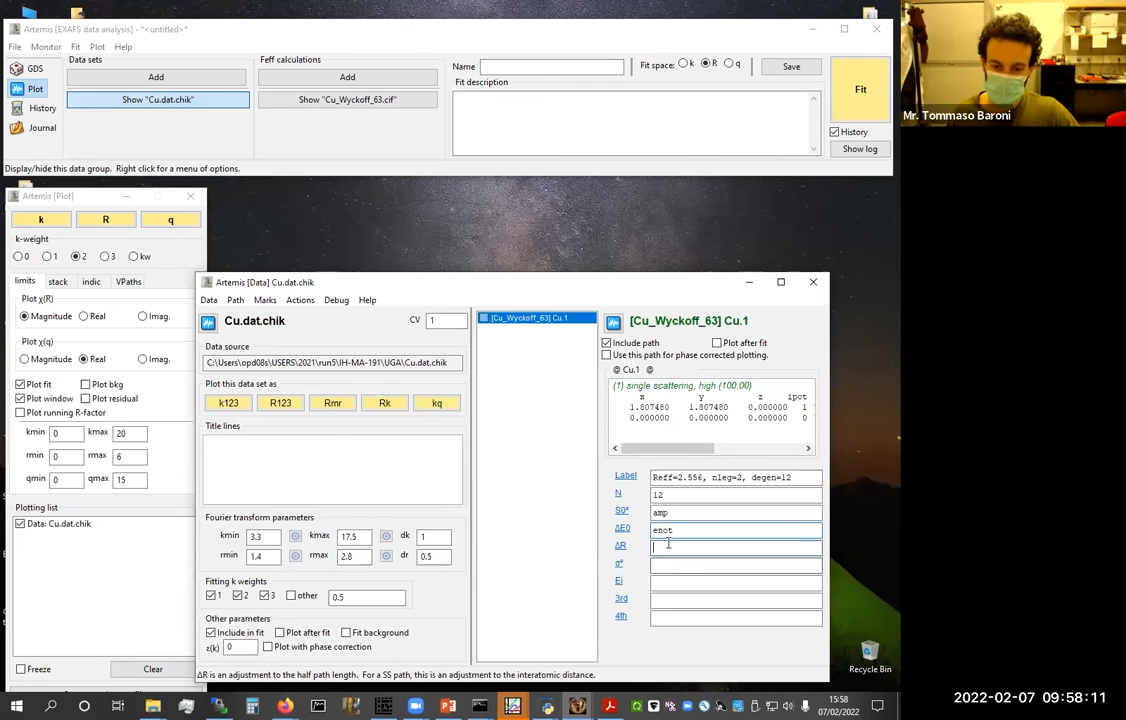 Artemis [EXAFS data analysis] - *<untitled>*
File Monitor Fit Plot Help
GDS
Plot
History
Journal
Data sets
Add
Show "Cu.dat.chik"
Feff calculations
Add
Show "Cu_Wyckoff_63.cif"
Name
Fit space: k R q
Save
Fit description
Fit
History
Show log
Display/hide this data group. Right click for a menu of options.
Mr. Tommaso Baroni
Artemis [Plot]
k R q
k-weight
0 1 2 3 kw
limits stack indic VPaths
Plot χ(R)
Magnitude Real Imag.
Plot χ(q)
Magnitude Real Imag.
Plot fit Plot bkg
Plot window Plot residual
Plot running R-factor
kmin 0 kmax 20
rmin 0 rmax 6
qmin 0 qmax 15
Plotting list
Data: Cu.dat.chik
Freeze Clear
Artemis [Data] Cu.dat.chik
Data Path Marks Actions Debug Help
Cu.dat.chik
CV 1
Data source
C:\Users\opd08s\USERS\2021\run5\IH-MA-191\UGA\Cu.dat.chik
Plot this data set as
k123 R123 Rmr Rk kq
Title lines
Fourier transform parameters
kmin 3.3 kmax 17.5 dk 1
rmin 1.4 rmax 2.8 dr 0.5
Fitting k weights
1 2 3 other 0.5
Other parameters
Include in fit Plot after fit Fit background
ε(k) 0 Plot with phase correction
[Cu_Wyckoff_63] Cu.1
[Cu_Wyckoff_63] Cu.1
Include path Plot after fit
Use this path for phase corrected plotting.
@ Cu.1 @
(1) single scattering, high (100.00)
x y z ipot
1.807480 1.807480 0.000000 1
0.000000 0.000000 0.000000 0
Label Reff=2.556, nleg=2, degen=12
N 12
S0² amp
ΔE0 enot
ΔR
σ²
Ei
3rd
4th
ΔR is an adjustment to the half path length. For a SS path, this is an adjustment to the interatomic distance.
Recycle Bin
15:58
07/02/2022
2022-02-07 09:58:11